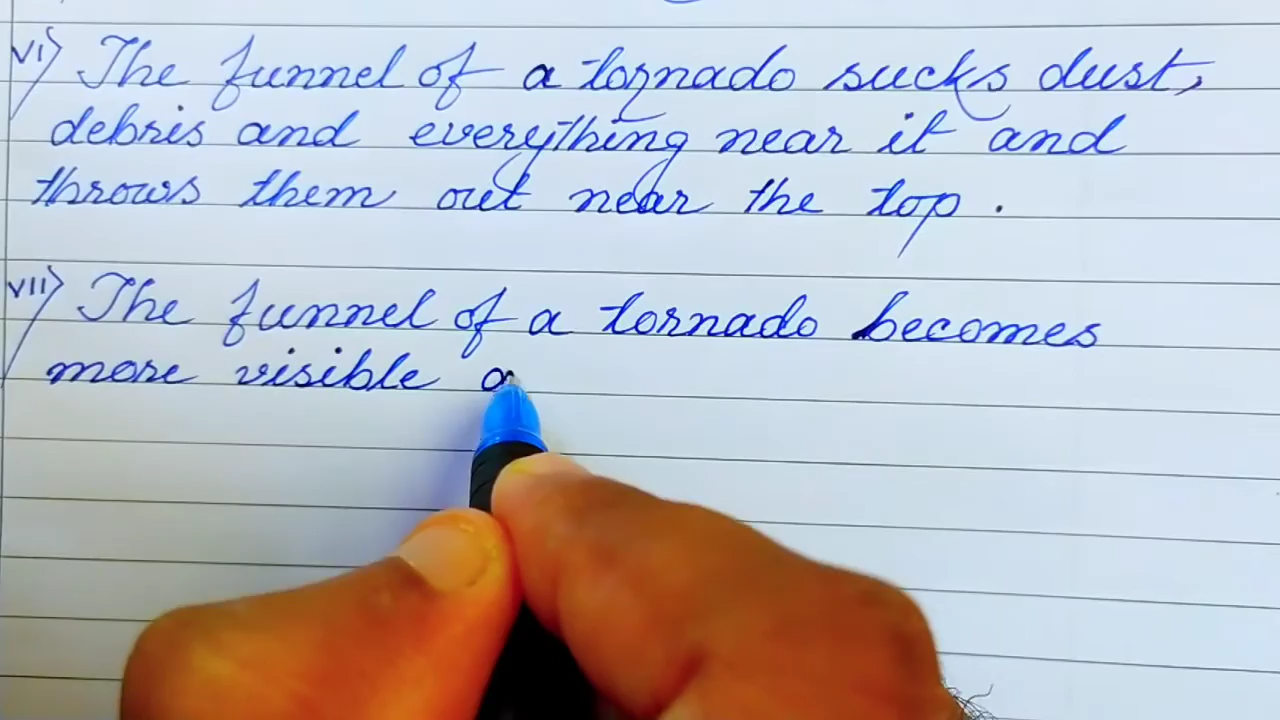 vi) The funnel of a tornado sucks dust,
debris and everything near it and
throws them out near the top.
vii) The funnel of a tornado becomes
more visible a